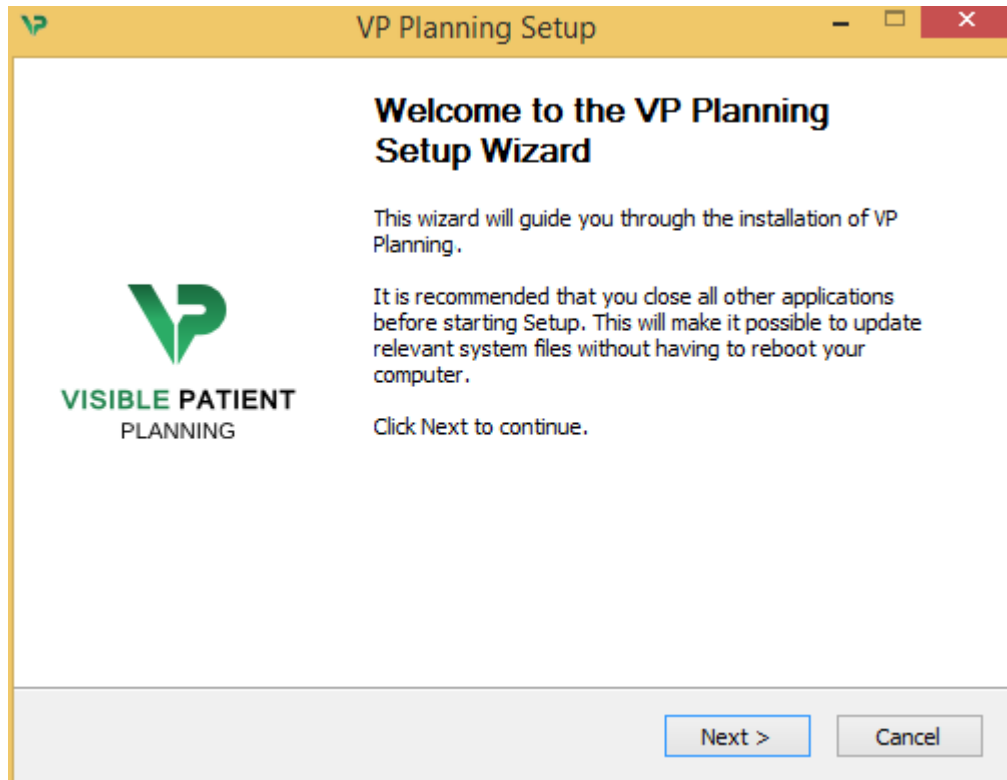 VP
VP Planning Setup
Welcome to the VP Planning
Setup Wizard
This wizard will guide you through the installation of VP
Planning.
It is recommended that you close all other applications
before starting Setup. This will make it possible to update
relevant system files without having to reboot your
computer.
Click Next to continue.
VP
VISIBLE PATIENT
PLANNING
Next >
Cancel